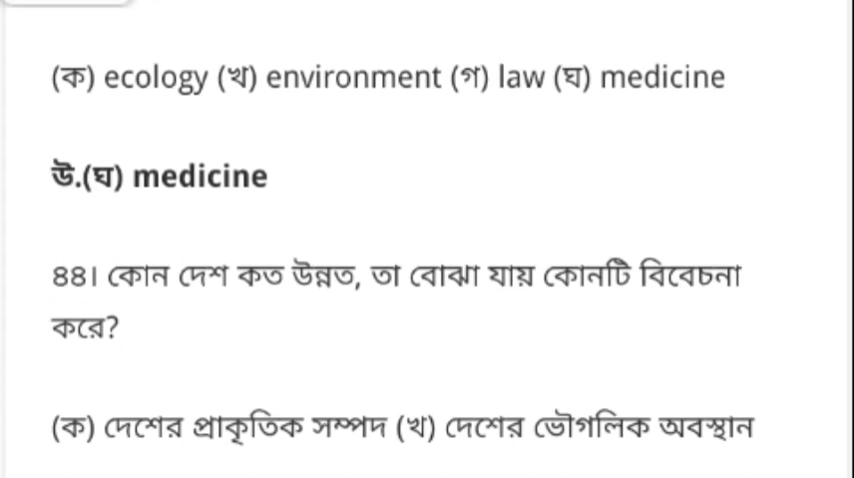 (ক) ecology (খ) environment (গ) law (ঘ) medicine
উ.(ঘ) medicine
৪৪। কোন দেশ কত উন্নত, তা বোঝা যায় কোনটি বিবেচনা
করে?
(ক) দেশের প্রাকৃতিক সম্পদ (খ) দেশের ভৌগলিক অবস্থান